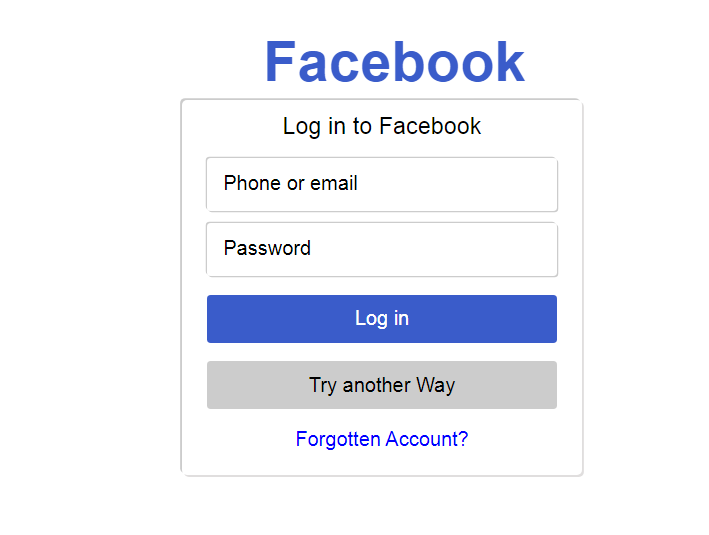 Facebook
Log in to Facebook
Phone or email
Password
Log in
Try another Way
Forgotten Account?